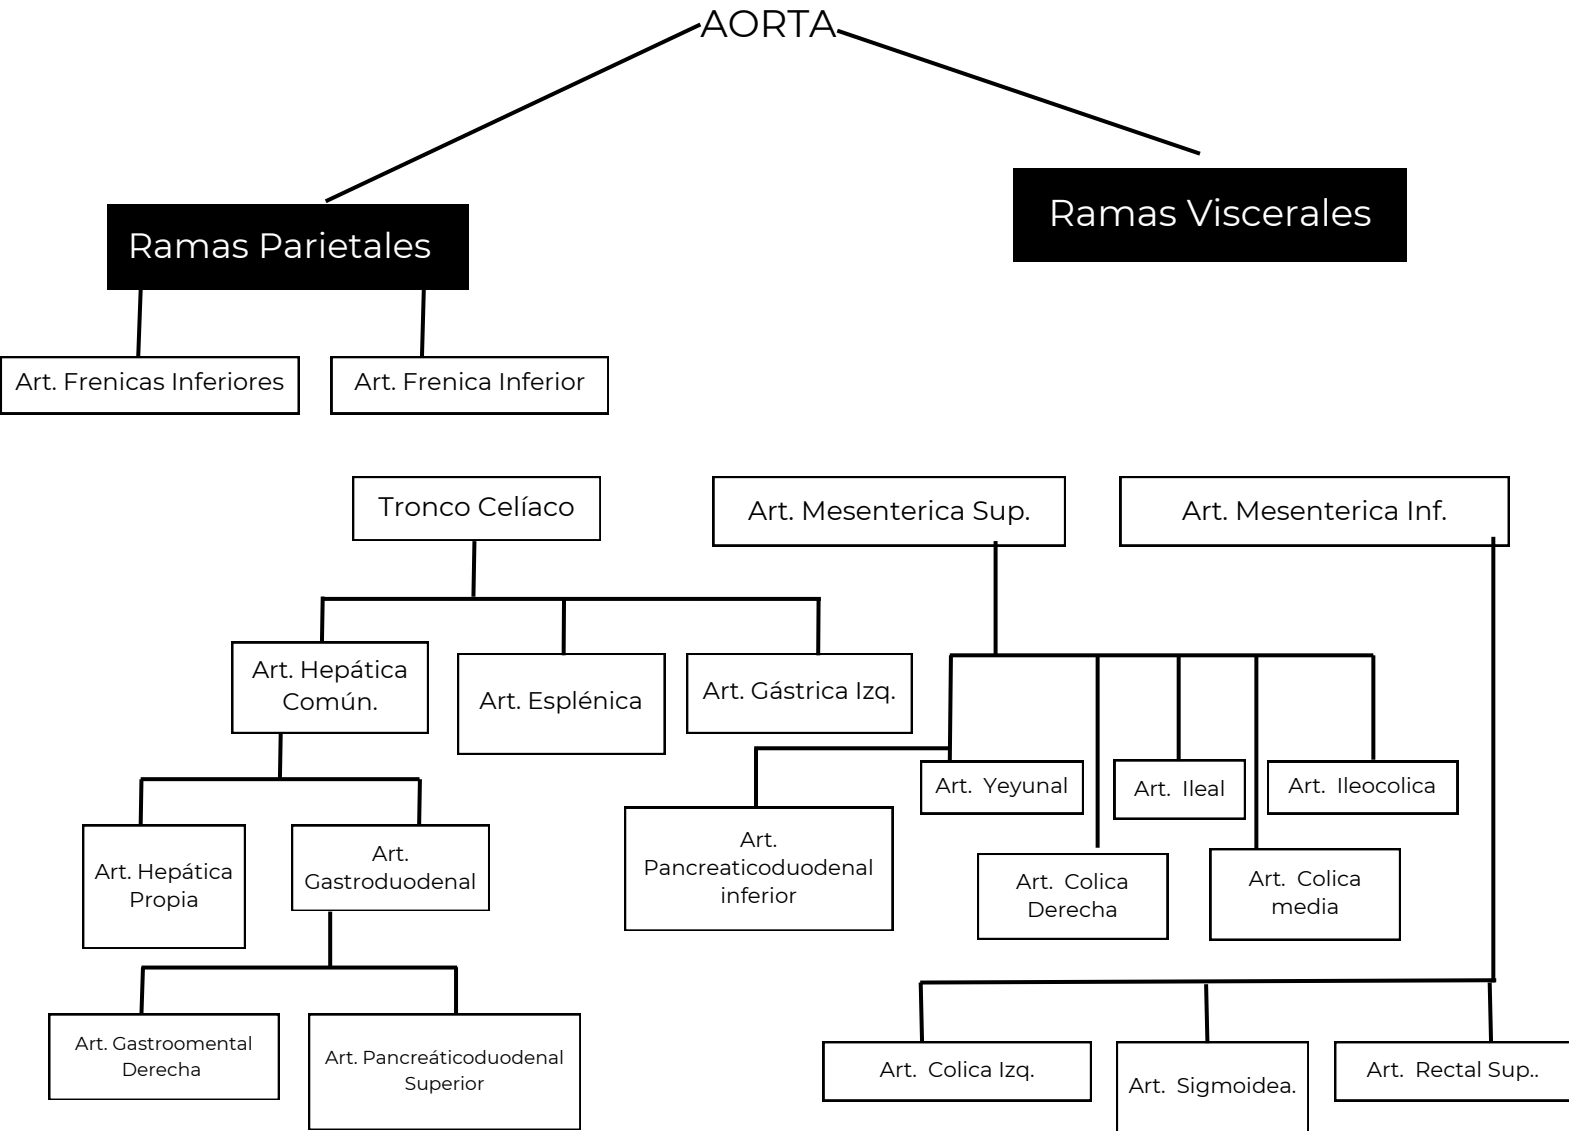 AORTA
Ramas Parietales
Ramas Viscerales
Art. Frenicas Inferiores
Art. Frenica Inferior
Tronco Celíaco
Art. Mesenterica Sup.
Art. Mesenterica Inf.
Art. Hepática
Común.
Art. Esplénica
Art. Gástrica Izq.
Art. Yeyunal
Art. Ileal
Art. Ileocolica
Art. Hepática
Propia
Art.
Gastroduodenal
Art.
Pancreaticoduodenal
inferior
Art. Colica
Derecha
Art. Colica
media
Art. Gastroomental
Derecha
Art. Pancreáticoduodenal
Superior
Art. Colica Izq.
Art. Sigmoidea.
Art. Rectal Sup..